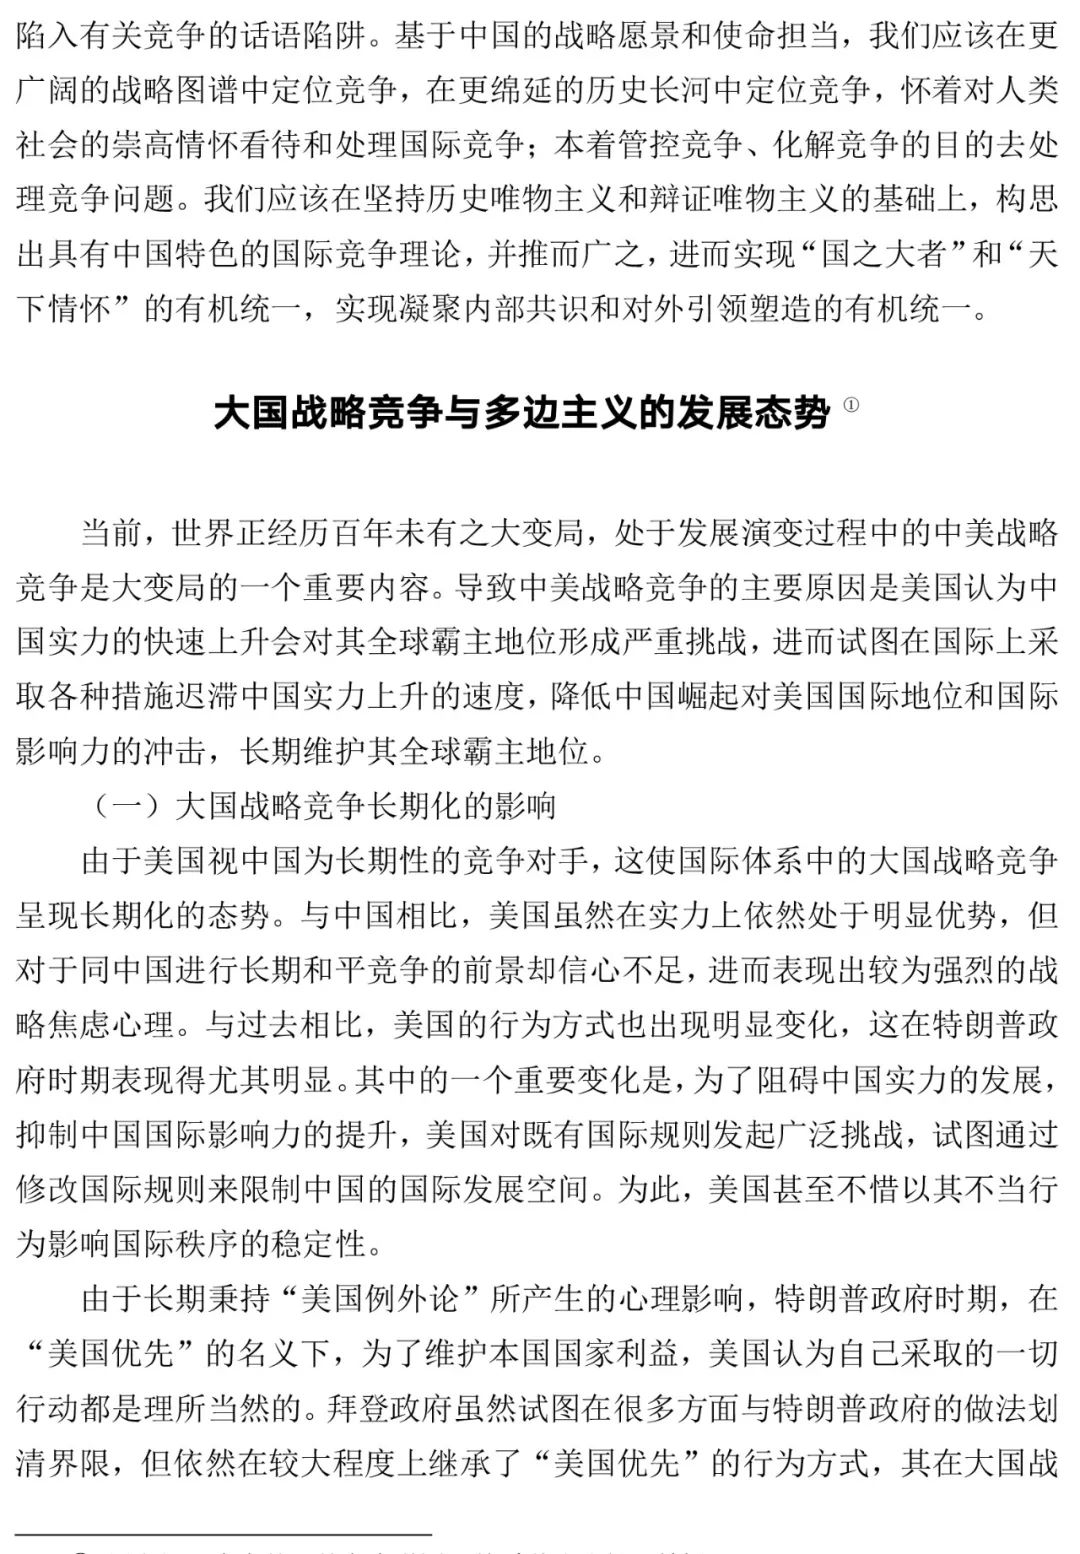 陷入有关竞争的话语陷阱。基于中国的战略愿景和使命担当，我们应该在更
广阔的战略图谱中定位竞争，在更绵延的历史长河中定位竞争，怀着对人类
社会的崇高情怀看待和处理国际竞争；本着管控竞争、化解竞争的目的去处
理竞争问题。我们应该在坚持历史唯物主义和辩证唯物主义的基础上，构思
出具有中国特色的国际竞争理论，并推而广之，进而实现“国之大者”和“天
下情怀”的有机统一，实现凝聚内部共识和对外引领塑造的有机统一。
大国战略竞争与多边主义的发展态势①
当前，世界正经历百年未有之大变局，处于发展演变过程中的中美战略
竞争是大变局的一个重要内容。导致中美战略竞争的主要原因是美国认为中
国实力的快速上升会对其全球霸主地位形成严重挑战，进而试图在国际上采
取各种措施迟滞中国实力上升的速度，降低中国崛起对美国国际地位和国际
影响力的冲击，长期维护其全球霸主地位。
（一）大国战略竞争长期化的影响
由于美国视中国为长期性的竞争对手，这使国际体系中的大国战略竞争
呈现长期化的态势。与中国相比，美国虽然在实力上依然处于明显优势，但
对于同中国进行长期和平竞争的前景却信心不足，进而表现出较为强烈的战
略焦虑心理。与过去相比，美国的行为方式也出现明显变化，这在特朗普政
府时期表现得尤其明显。其中的一个重要变化是，为了阻碍中国实力的发展，
抑制中国国际影响力的提升，美国对既有国际规则发起广泛挑战，试图通过
修改国际规则来限制中国的国际发展空间。为此，美国甚至不惜以其不当行
为影响国际秩序的稳定性。
由于长期秉持“美国例外论”所产生的心理影响，特朗普政府时期，在
“美国优先”的名义下，为了维护本国国家利益，美国认为自己采取的一切
行动都是理所当然的。拜登政府虽然试图在很多方面与特朗普政府的做法划
清界限，但依然在较大程度上继承了“美国优先”的行为方式，其在大国战